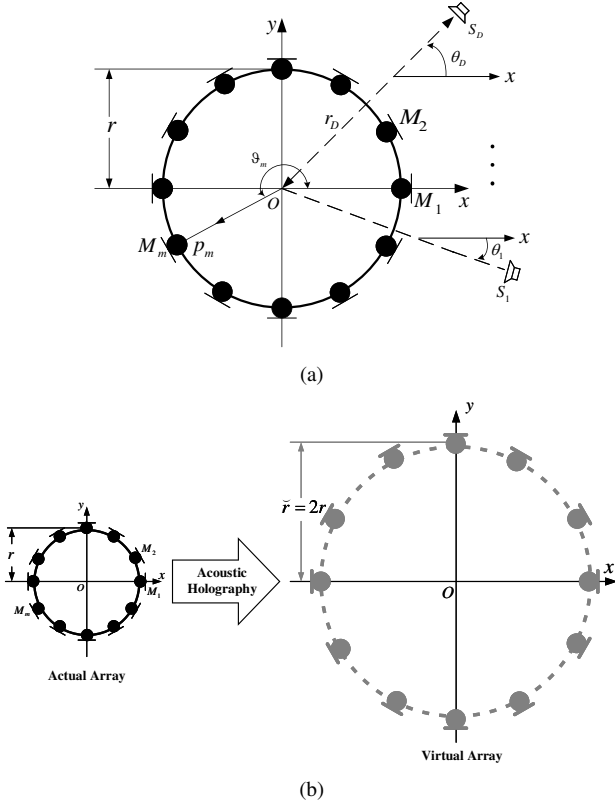 y
S_D
θ_D
x
r
r_D
M_2
ϑ_m
O
x
M_1
M_m
p_m
x
θ_1
S_1
(a)
y
r̆ = 2r
y
r
M_2
x
O
M_1
M_m
Acoustic
Holography
x
O
Actual Array
Virtual Array
(b)